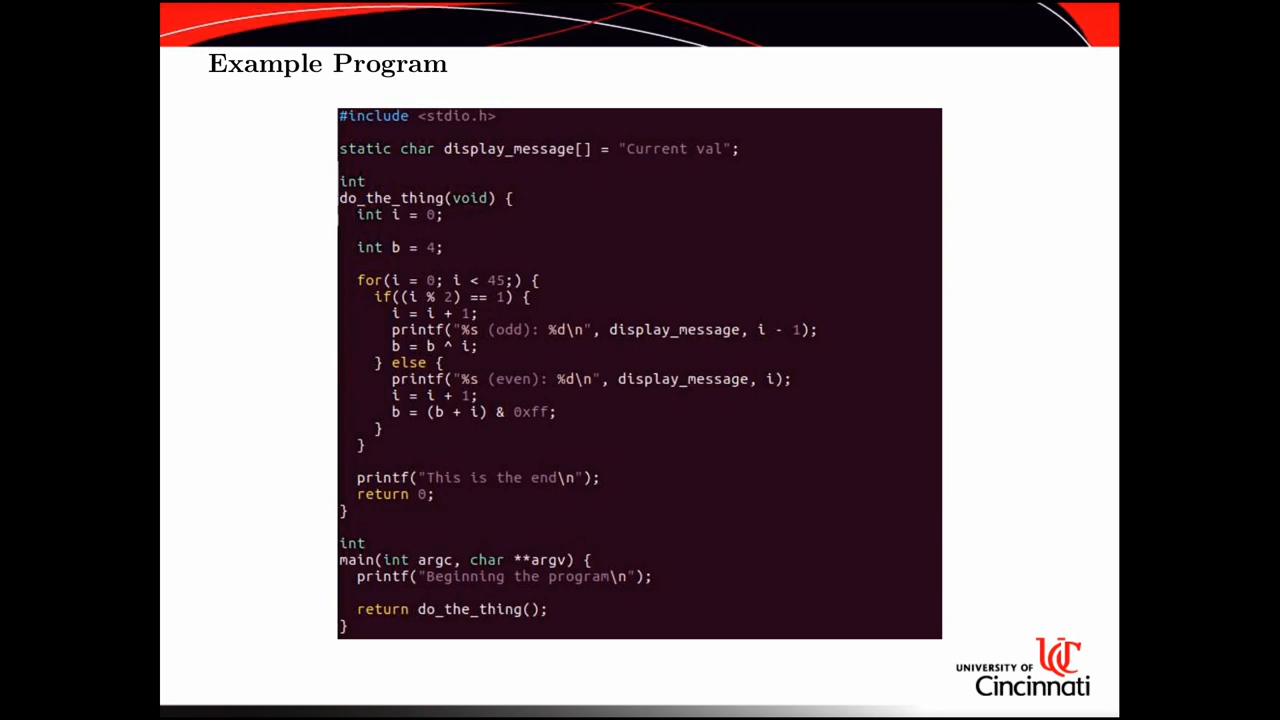 Example Program
#include <stdio.h>
static char display_message[] = "Current val";
int
do_the_thing(void) {
  int i = 0;
  int b = 4;
  for(i = 0; i < 45;) {
    if((i % 2) == 1) {
      i = i + 1;
      printf("%s (odd): %d\n", display_message, i - 1);
      b = b ^ i;
    } else {
      printf("%s (even): %d\n", display_message, i);
      i = i + 1;
      b = (b + i) & 0xff;
    }
  }
  printf("This is the end\n");
  return 0;
}
int
main(int argc, char **argv) {
  printf("Beginning the program\n");
  return do_the_thing();
}
UNIVERSITY OF
UC
Cincinnati